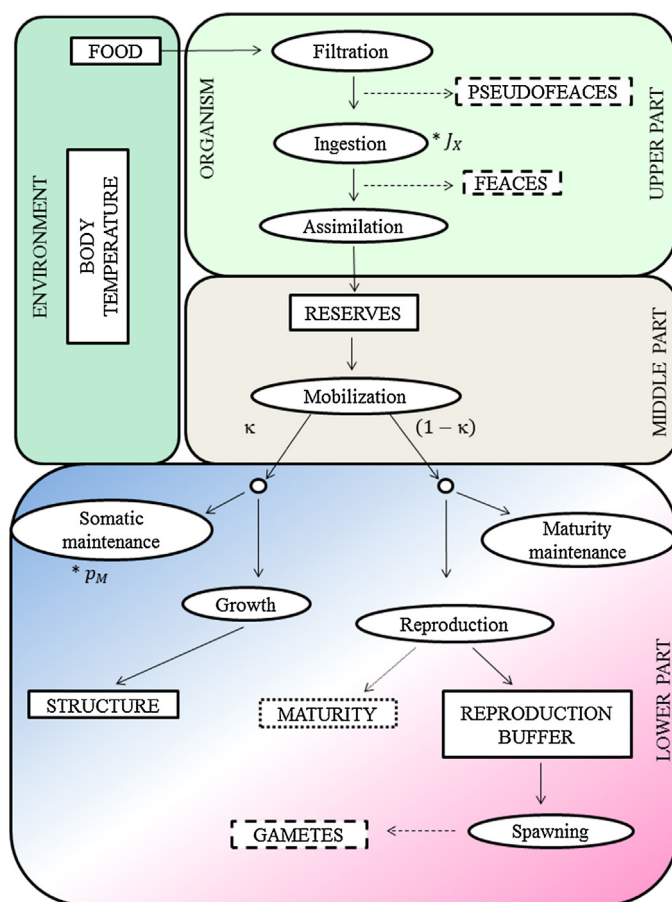 FOOD
Filtration
PSEUDOFEACES
ORGANISM
UPPER PART
Ingestion
* J_X
FEACES
Assimilation
ENVIRONMENT
BODY
TEMPERATURE
RESERVES
MIDDLE PART
Mobilization
κ
(1 − κ)
Somatic
maintenance
* p_M
Maturity
maintenance
Growth
Reproduction
STRUCTURE
MATURITY
REPRODUCTION
BUFFER
LOWER PART
GAMETES
Spawning